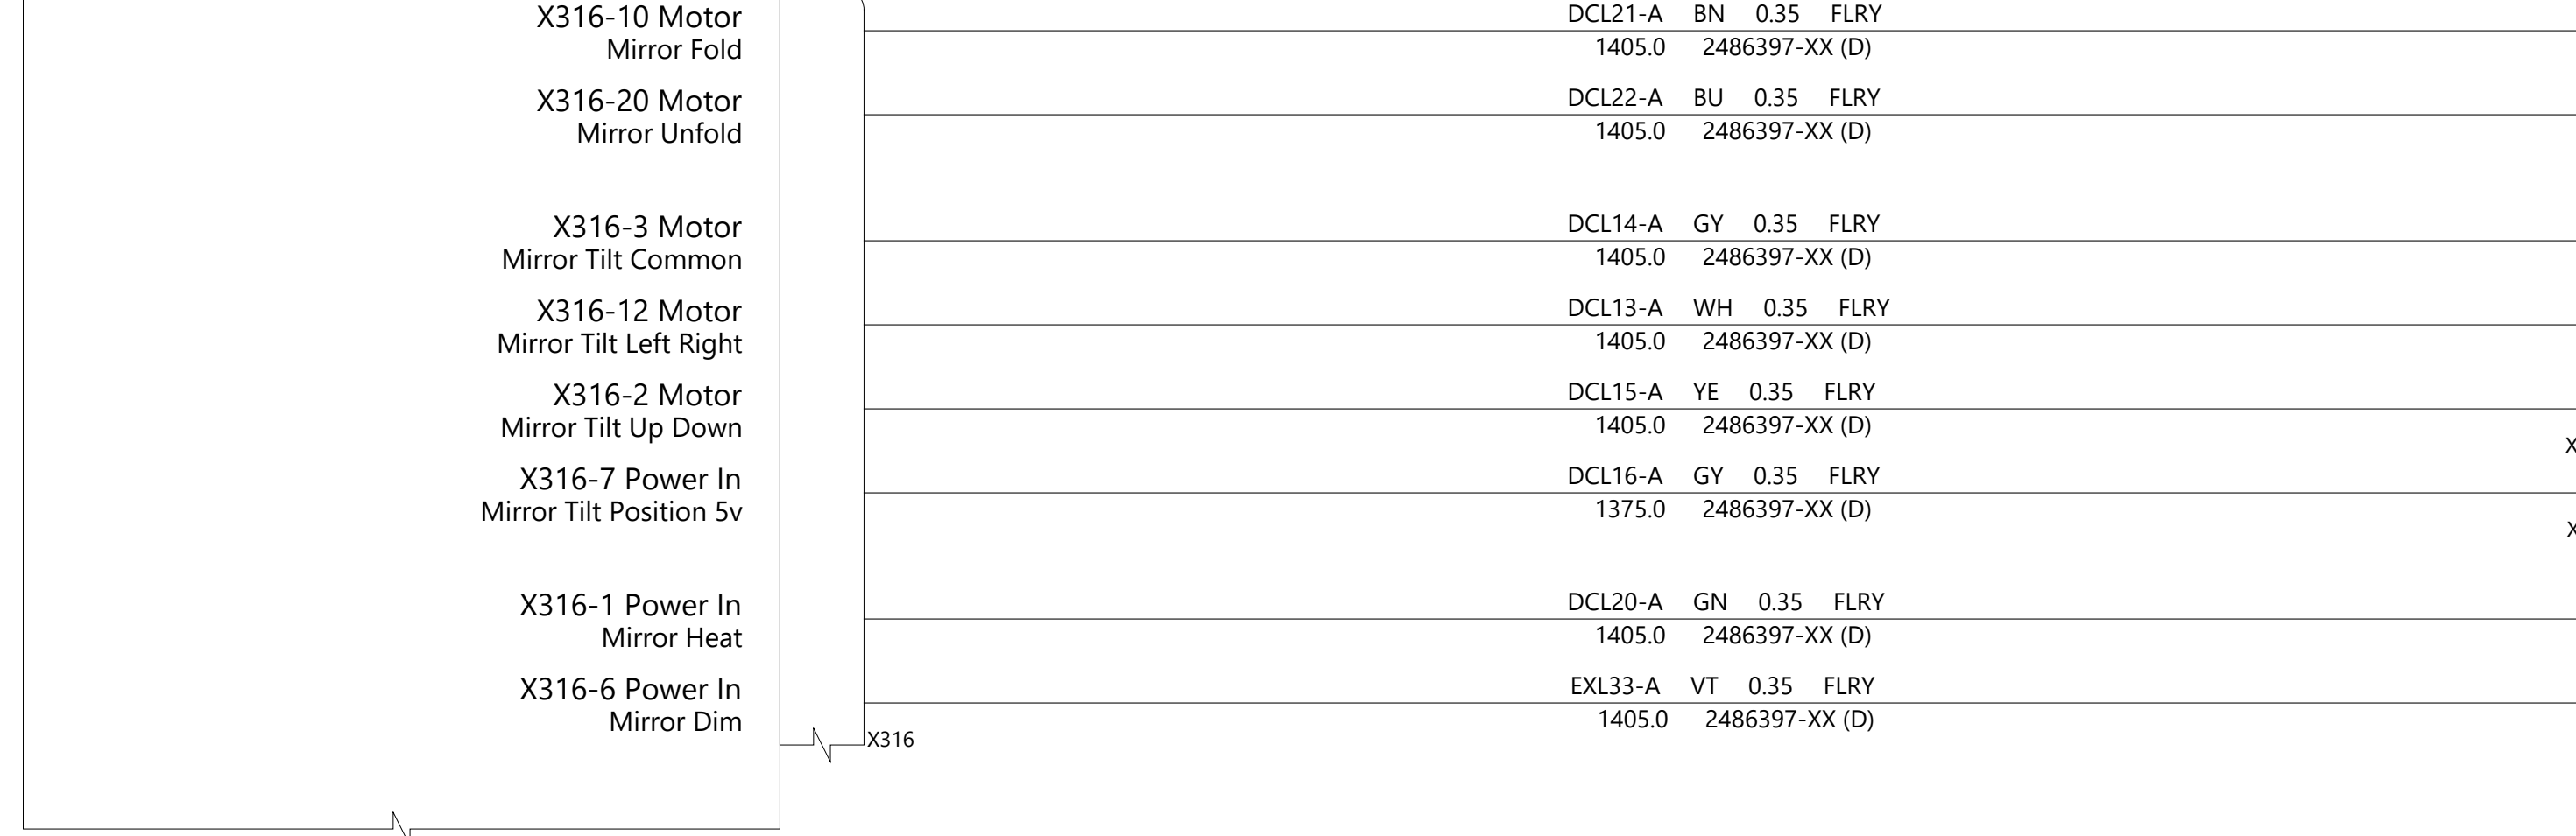 X316-10 Motor DCL21-A BN 0.35 FLRY
Mirror Fold 1405.0 2486397-XX (D)
X316-20 Motor DCL22-A BU 0.35 FLRY
Mirror Unfold 1405.0 2486397-XX (D)
X316-3 Motor DCL14-A GY 0.35 FLRY
Mirror Tilt Common 1405.0 2486397-XX (D)
X316-12 Motor DCL13-A WH 0.35 FLRY
Mirror Tilt Left Right 1405.0 2486397-XX (D)
X316-2 Motor DCL15-A YE 0.35 FLRY
Mirror Tilt Up Down 1405.0 2486397-XX (D)
X
X316-7 Power In DCL16-A GY 0.35 FLRY
Mirror Tilt Position 5v 1375.0 2486397-XX (D)
X316-1 Power In DCL20-A GN 0.35 FLRY
Mirror Heat 1405.0 2486397-XX (D)
X316-6 Power In EXL33-A VT 0.35 FLRY
Mirror Dim 1405.0 2486397-XX (D)
X316